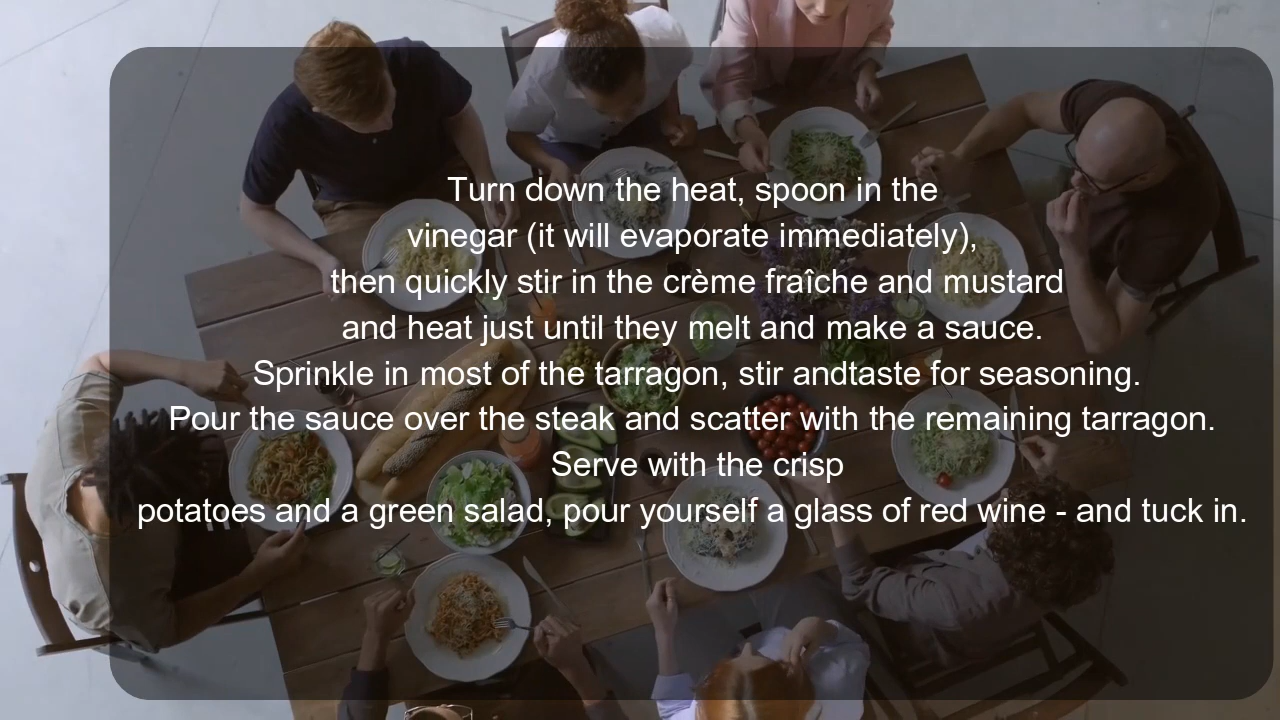 Turn down the heat, spoon in the
vinegar (it will evaporate immediately),
then quickly stir in the crème fraîche and mustard
and heat just until they melt and make a sauce.
Sprinkle in most of the tarragon, stir andtaste for seasoning.
Pour the sauce over the steak and scatter with the remaining tarragon.
Serve with the crisp
potatoes and a green salad, pour yourself a glass of red wine - and tuck in.